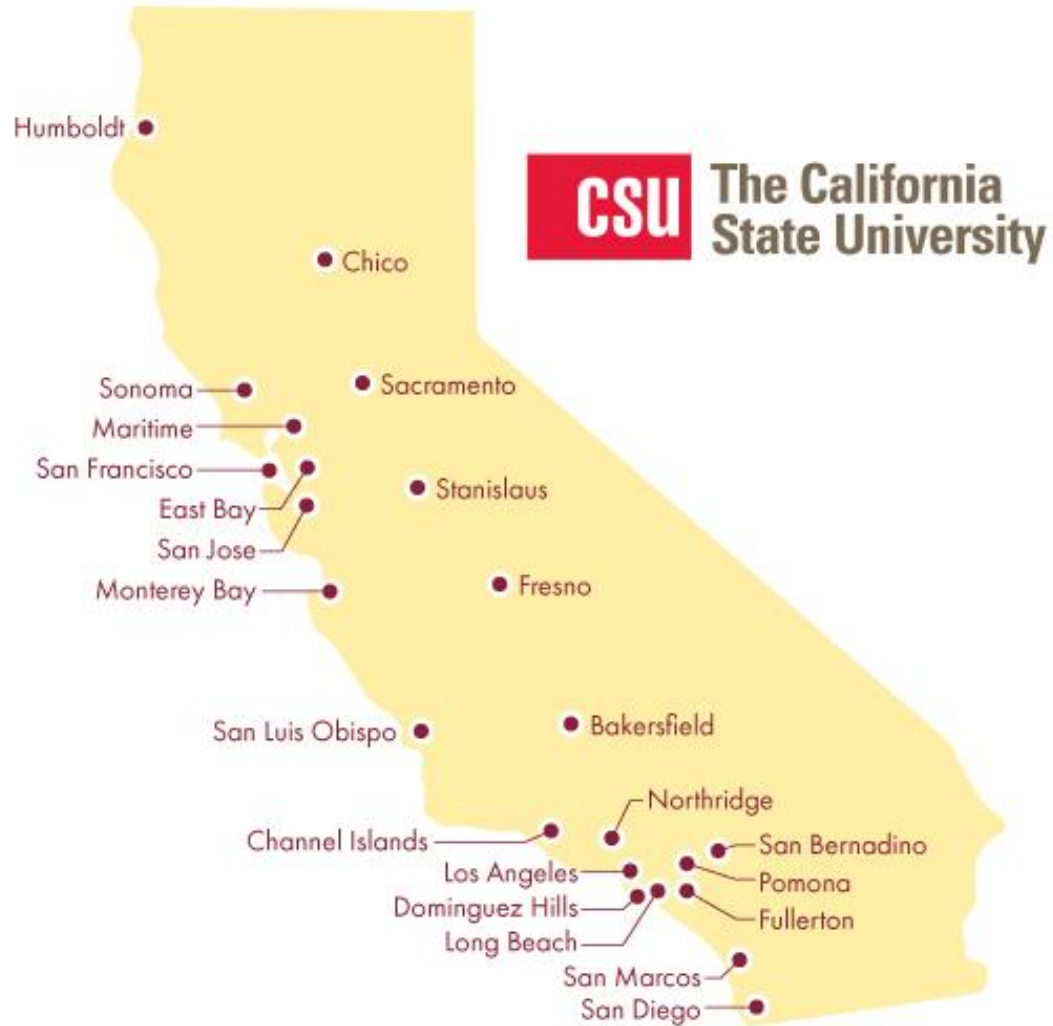 Humboldt
CSU
The California
State University
Chico
Sonoma
Sacramento
Maritime
San Francisco
Stanislaus
East Bay
San Jose
Monterey Bay
Fresno
San Luis Obispo
Bakersfield
Northridge
Channel Islands
San Bernadino
Los Angeles
Pomona
Dominguez Hills
Fullerton
Long Beach
San Marcos
San Diego